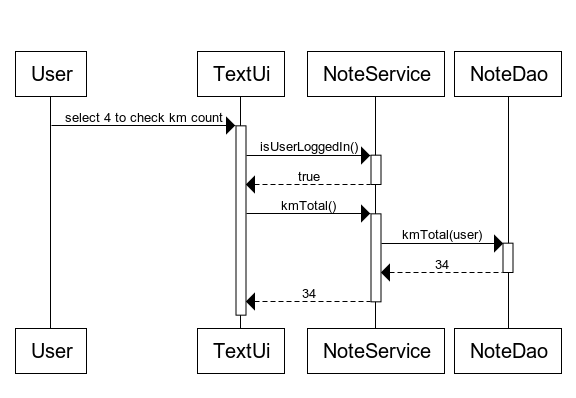 User TextUi NoteService NoteDao
select 4 to check km count
isUserLoggedIn()
true
kmTotal()
kmTotal(user)
34
34
User TextUi NoteService NoteDao